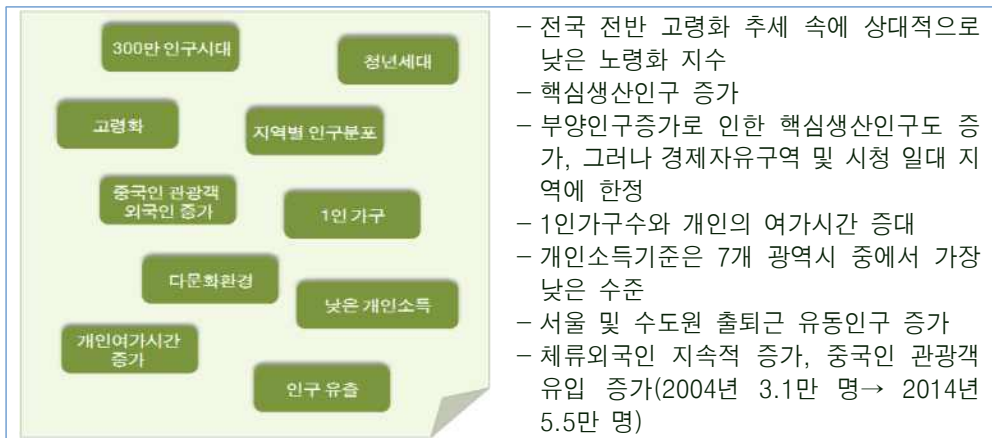 300만 인구시대
청년세대
고령화
지역별 인구분포
중국인 관광객
외국인 증가
1인 가구
다문화환경
낮은 개인소득
개인여가시간
증가
인구 유출
– 전국 전반 고령화 추세 속에 상대적으로
낮은 노령화 지수
– 핵심생산인구 증가
– 부양인구증가로 인한 핵심생산인구도 증
가, 그러나 경제자유구역 및 시청 일대 지
역에 한정
– 1인가구수와 개인의 여가시간 증대
– 개인소득기준은 7개 광역시 중에서 가장
낮은 수준
– 서울 및 수도원 출퇴근 유동인구 증가
– 체류외국인 지속적 증가, 중국인 관광객
유입 증가(2004년 3.1만 명→ 2014년
5.5만 명)